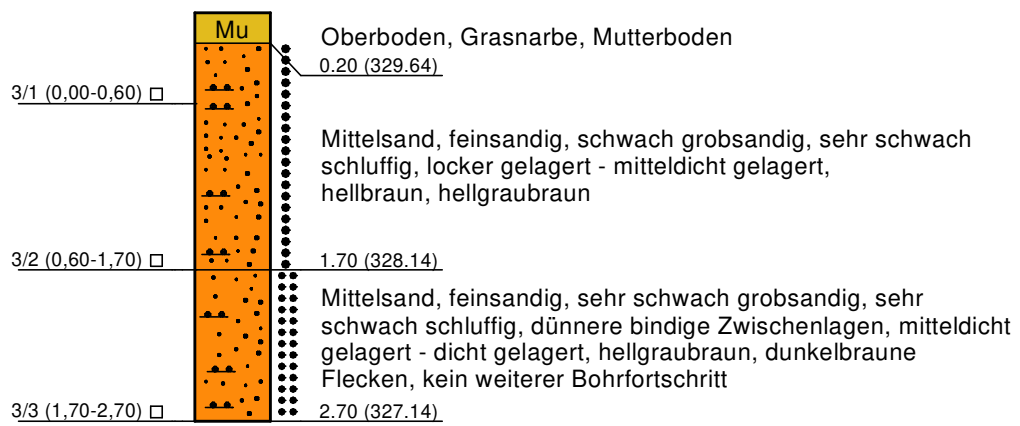 Mu
Oberboden, Grasnarbe, Mutterboden
0.20 (329.64)
3/1 (0,00-0,60)
Mittelsand, feinsandig, schwach grobsandig, sehr schwach
schluffig, locker gelagert - mitteldicht gelagert,
hellbraun, hellgraubraun
3/2 (0,60-1,70)
1.70 (328.14)
Mittelsand, feinsandig, sehr schwach grobsandig, sehr
schwach schluffig, dünnere bindige Zwischenlagen, mitteldicht
gelagert - dicht gelagert, hellgraubraun, dunkelbraune
Flecken, kein weiterer Bohrfortschritt
3/3 (1,70-2,70)
2.70 (327.14)